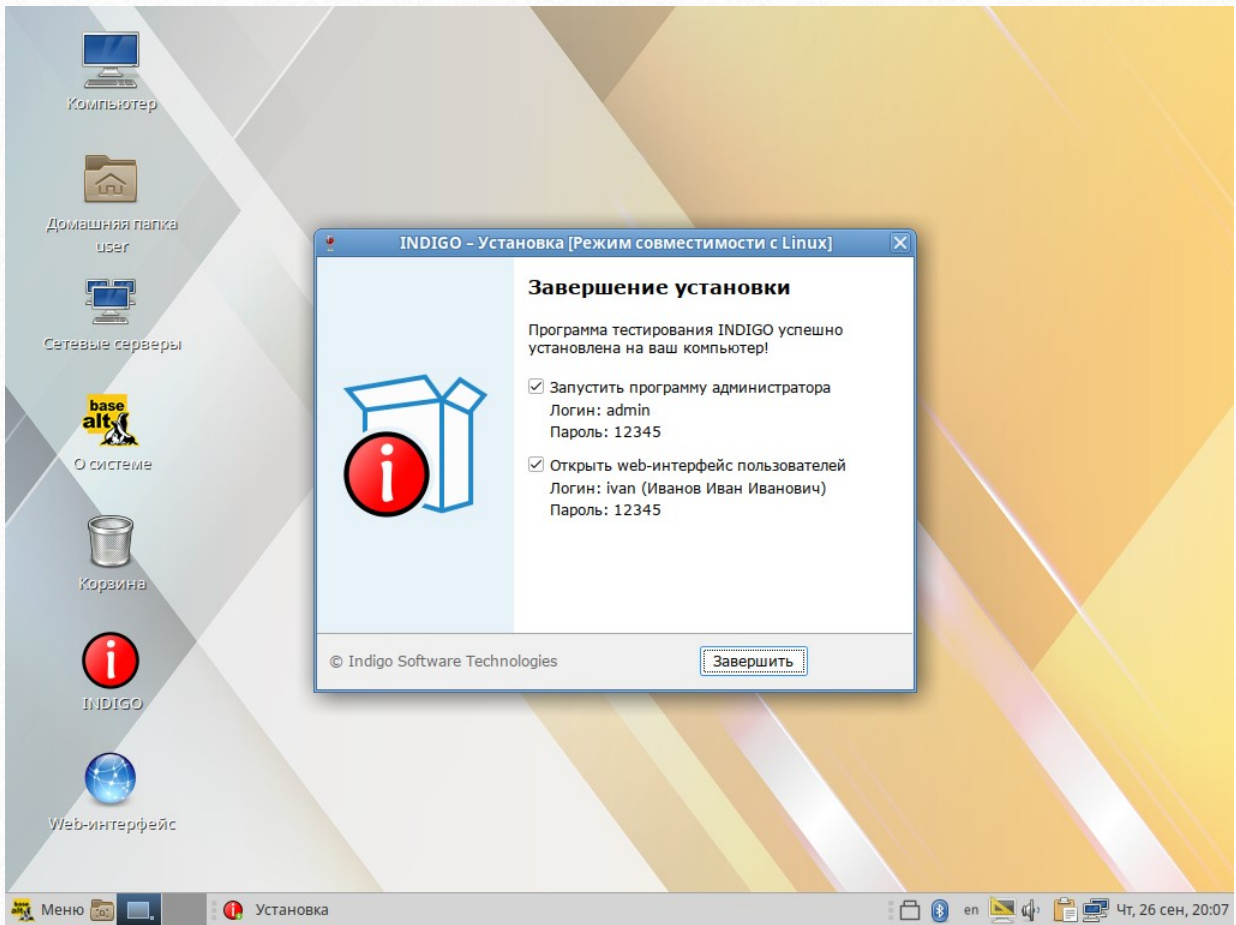 Компьютер
Домашняя папка
user
Сетевые серверы
base
alt
О системе
Корзина
INDIGO
Web-интерфейс
INDIGO – Установка [Режим совместимости с Linux]
Завершение установки
Программа тестирования INDIGO успешно
установлена на ваш компьютер!
Запустить программу администратора
Логин: admin
Пароль: 12345
Открыть web-интерфейс пользователей
Логин: ivan (Иванов Иван Иванович)
Пароль: 12345
© Indigo Software Technologies
Завершить
base
alt
Меню
Установка
en
Чт, 26 сен, 20:07